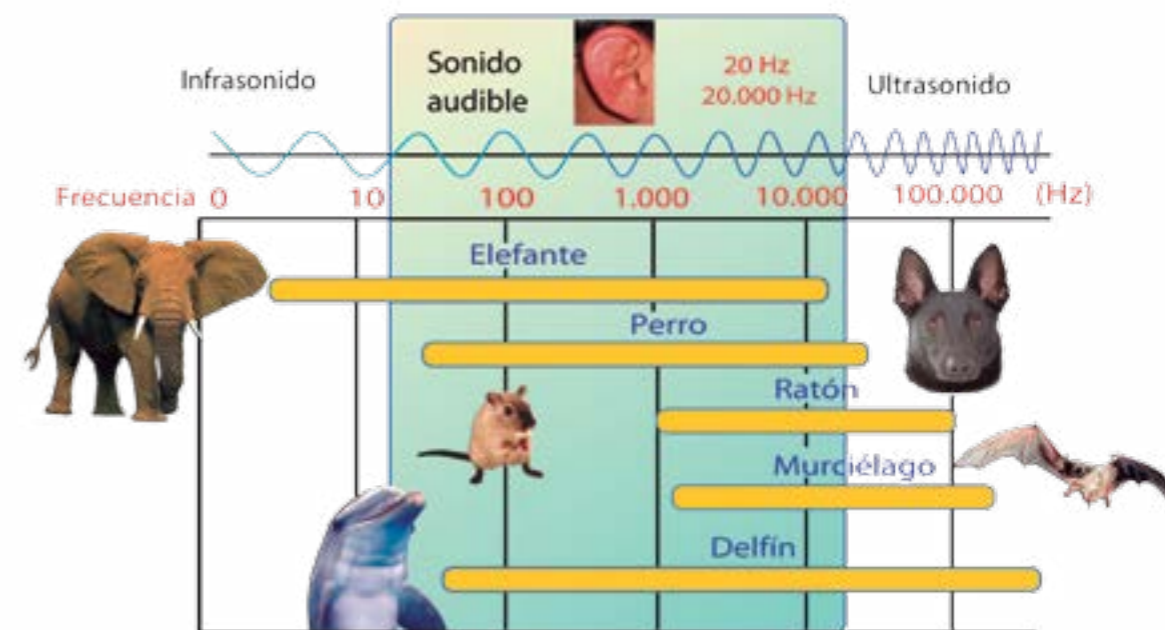 Infrasonido
Sonido
audible
20 Hz
20.000 Hz
Ultrasonido
Frecuencia 0 10 100 1.000 10.000 100.000 (Hz)
Elefante
Perro
Ratón
Murciélago
Delfín